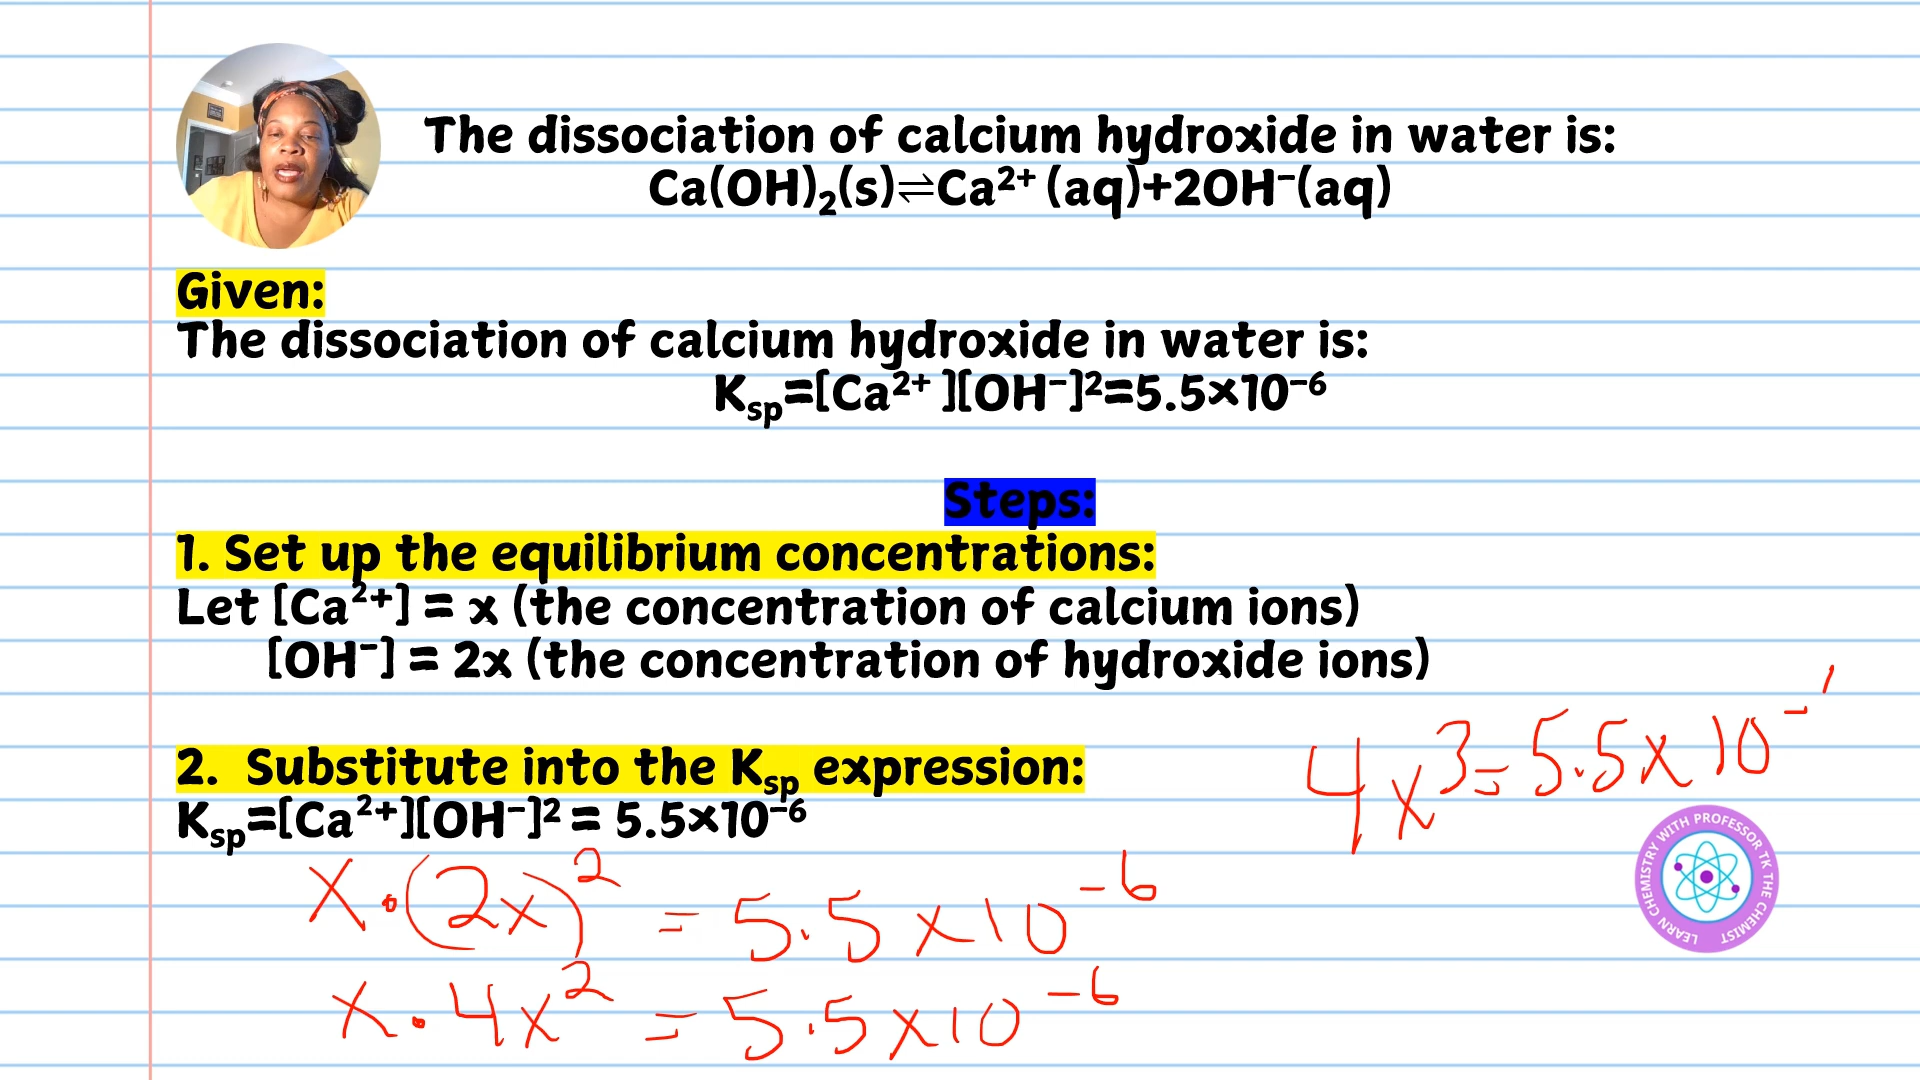 The dissociation of calcium hydroxide in water is:
Ca(OH)₂(s)⇌Ca²⁺ (aq)+2OH⁻(aq)
Given:
The dissociation of calcium hydroxide in water is:
Kₛₚ=[Ca²⁺ ][OH⁻]²=5.5×10⁻⁶
Steps:
1. Set up the equilibrium concentrations:
Let [Ca²⁺] = x (the concentration of calcium ions)
[OH⁻] = 2x (the concentration of hydroxide ions)
2. Substitute into the Kₛₚ expression:
Kₛₚ=[Ca²⁺][OH⁻]² = 5.5×10⁻⁶
4x³=5.5x10⁻
x·(2x)² = 5.5x10⁻⁶
x·4x² = 5.5x10⁻⁶
LEARN CHEMISTRY WITH PROFESSOR TK THE CHEMIST